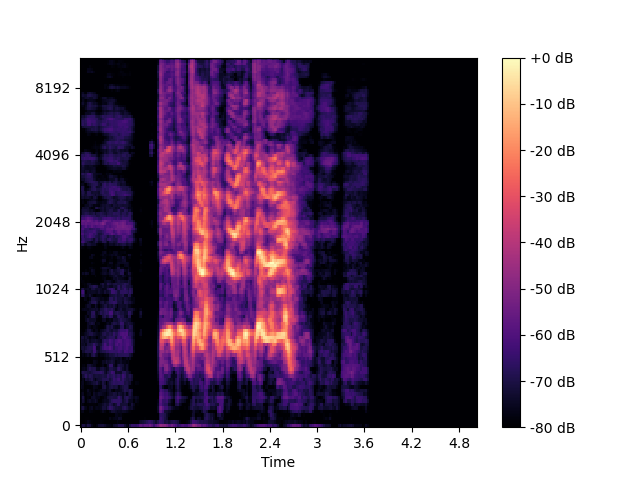 8192
4096
2048
1024
512
0
Hz
0 0.6 1.2 1.8 2.4 3 3.6 4.2 4.8
Time
+0 dB
-10 dB
-20 dB
-30 dB
-40 dB
-50 dB
-60 dB
-70 dB
-80 dB